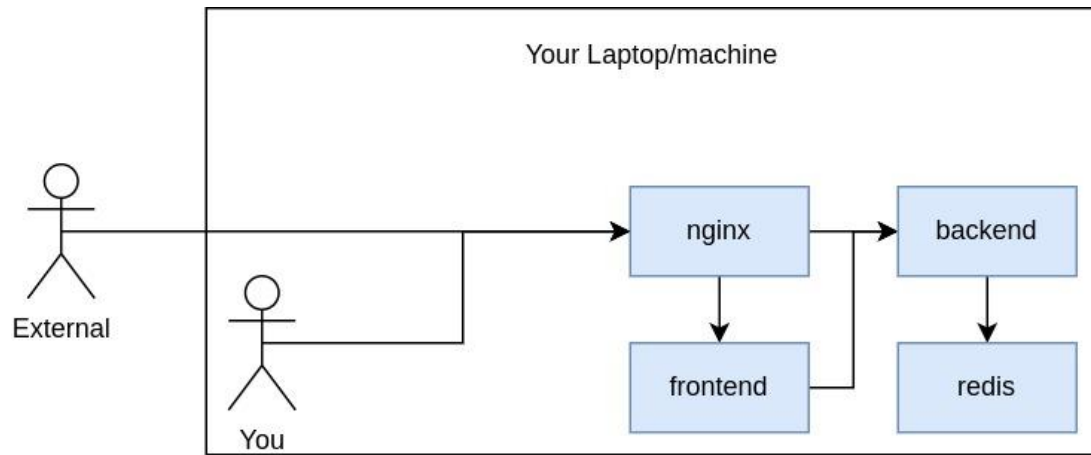 Your Laptop/machine
nginx
backend
External
frontend
redis
You